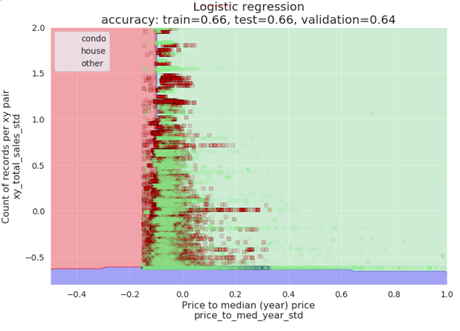 Logistic regression
accuracy: train=0.66, test=0.66, validation=0.64
condo
house
other
2.0
1.5
1.0
0.5
0.0
−0.5
Count of records per xy pair
xy_total_sales_std
−0.4
−0.2
0.0
0.2
0.4
0.6
0.8
1.0
Price to median (year) price
price_to_med_year_std